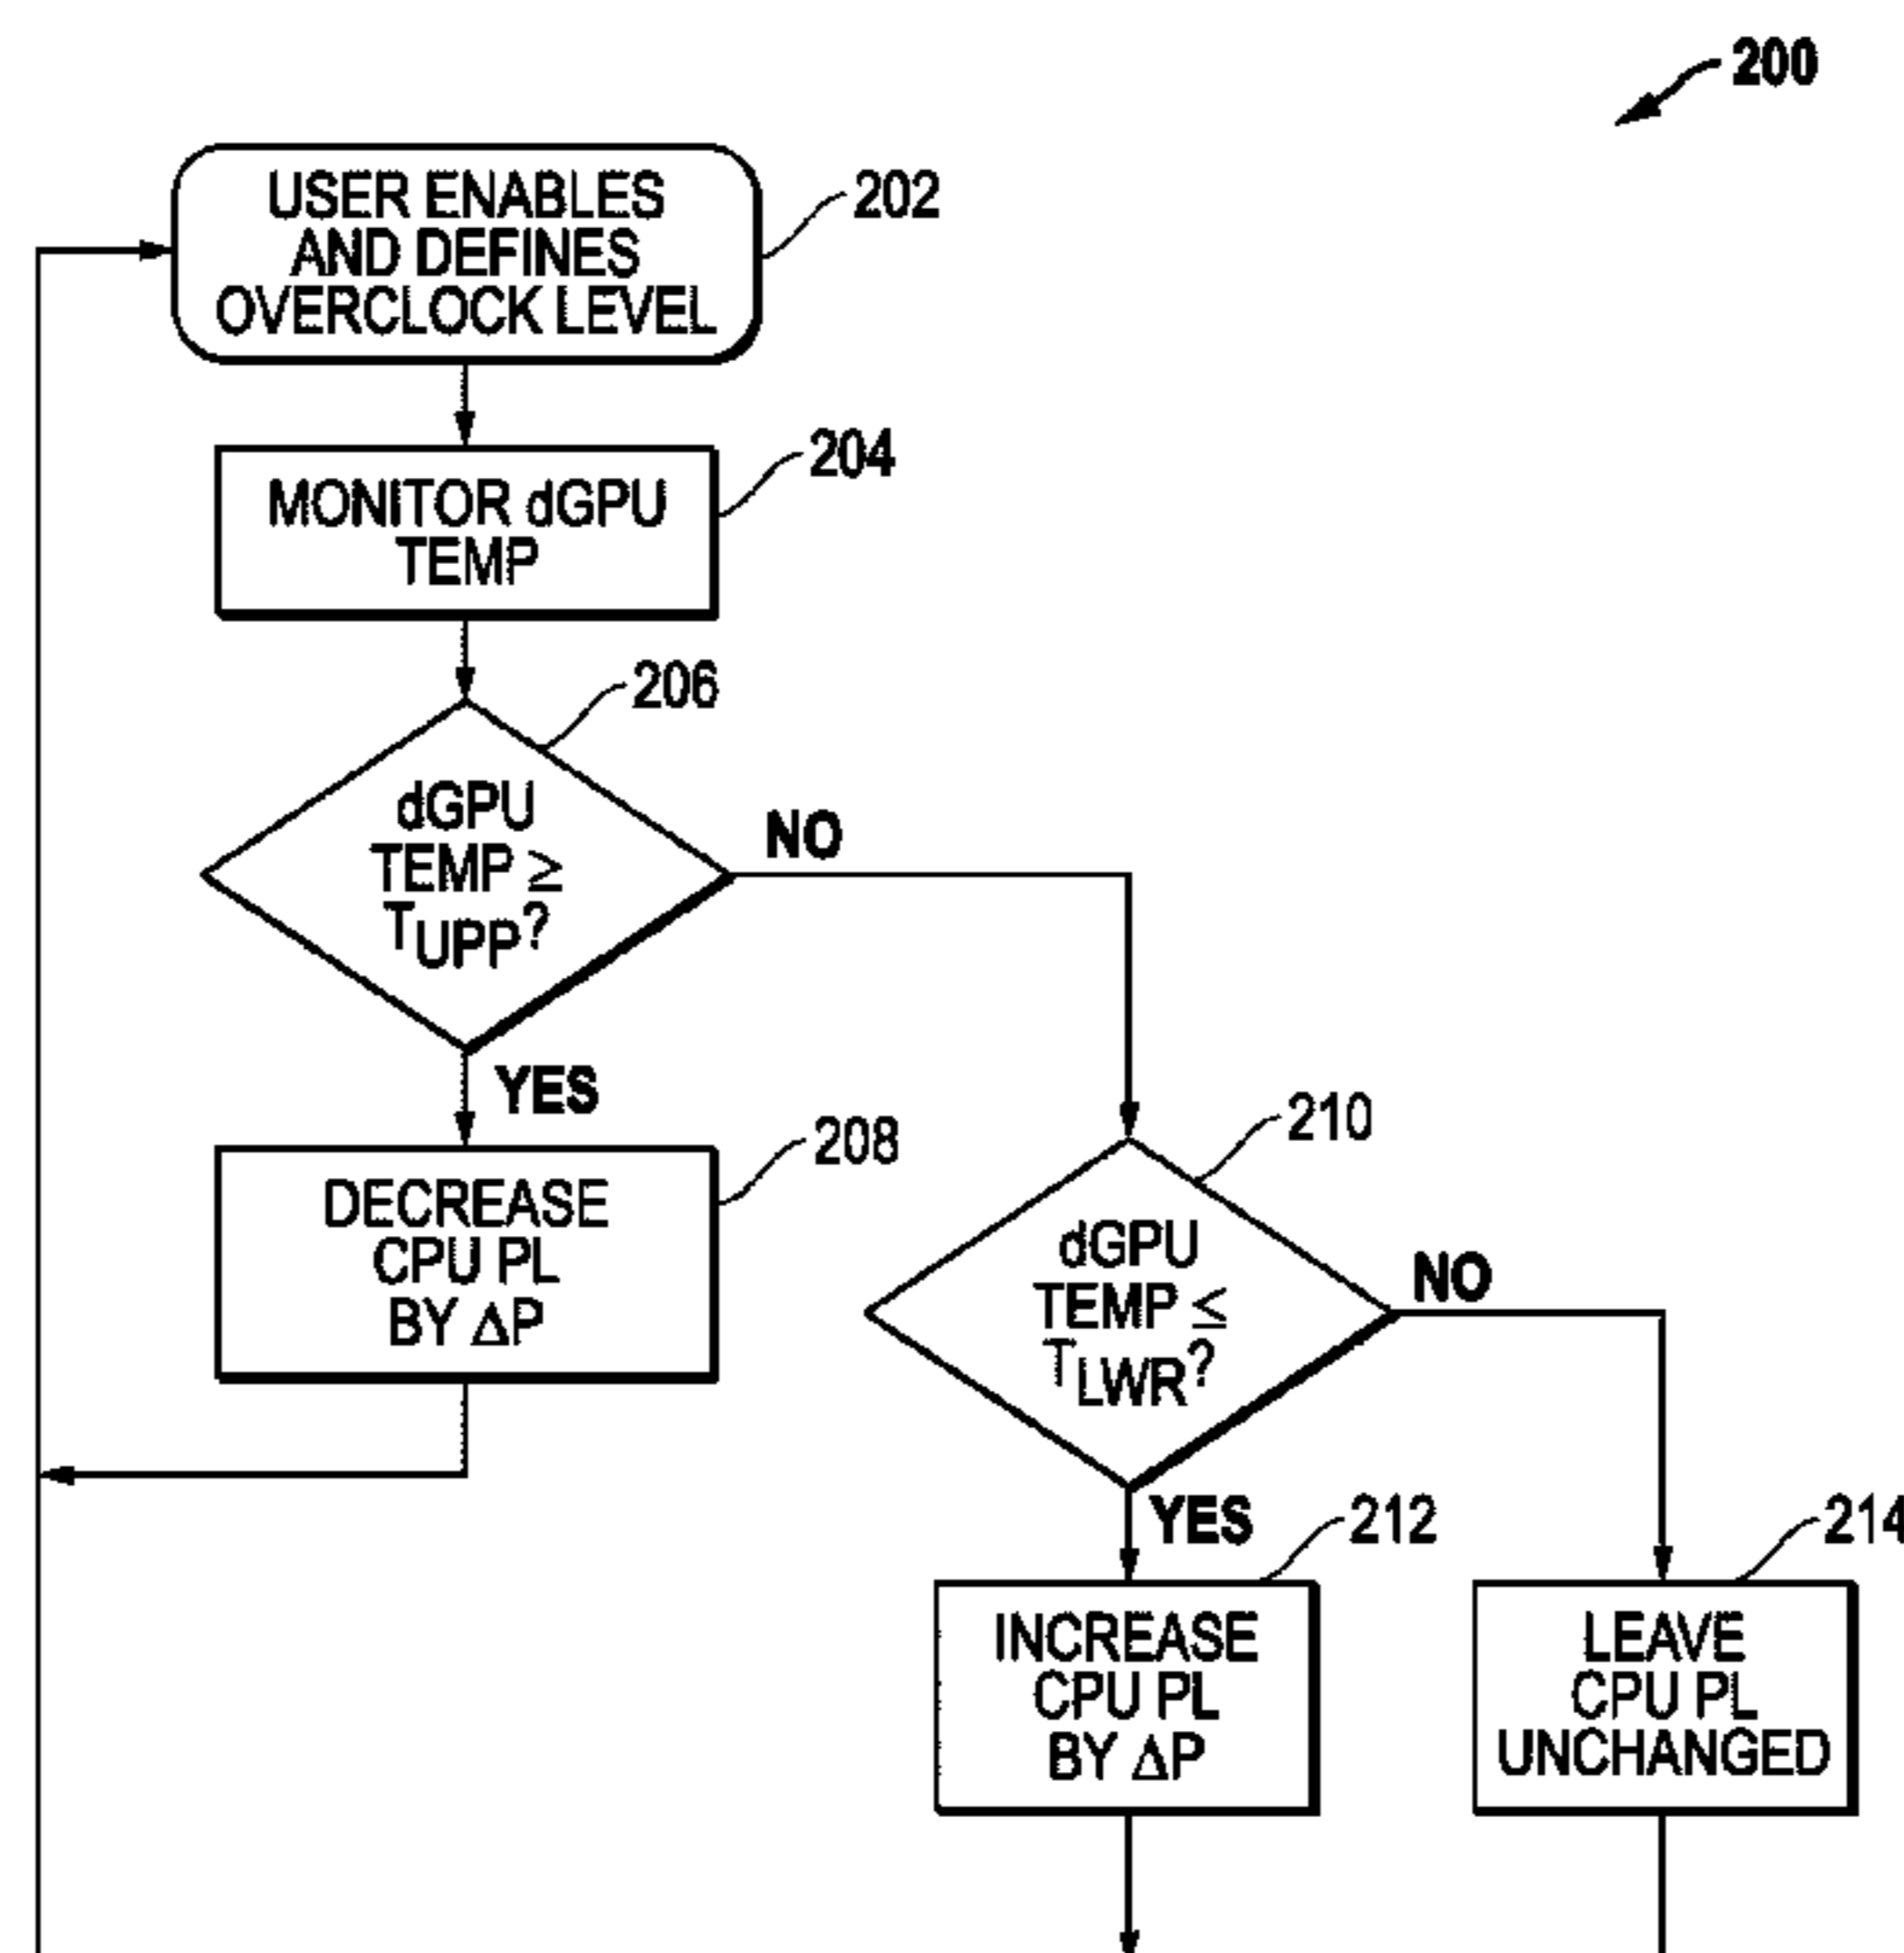 200
USER ENABLES
AND DEFINES
OVERCLOCK LEVEL
202
MONITOR dGPU
TEMP
204
206
dGPU
TEMP ≥
TUPP?
NO
YES
208
DECREASE
CPU PL
BY ΔP
210
dGPU
TEMP ≤
TLWR?
NO
YES
212
214
INCREASE
CPU PL
BY ΔP
LEAVE
CPU PL
UNCHANGED